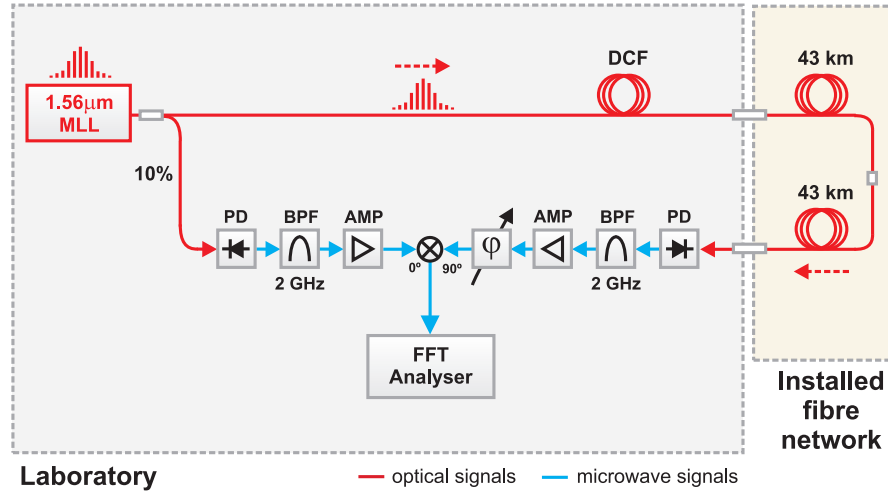 DCF
43 km
1.56μm
MLL
10%
43 km
PD
BPF
AMP
φ
AMP
BPF
PD
0º
90º
2 GHz
2 GHz
FFT
Analyser
Installed
fibre
network
Laboratory
optical signals
microwave signals